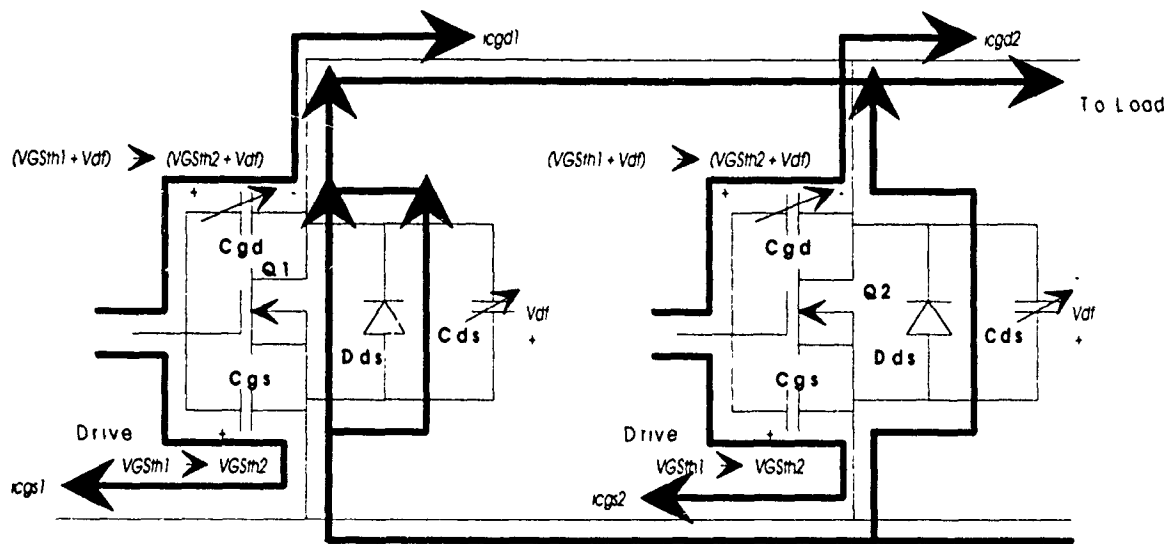 icgd1
icgd2
To Load
(VGSth1 + Vdf) (VGSth2 + Vdf)
(VGSth1 + Vdf) (VGSth2 + Vdf)
+ -
+ -
Cgd
Cgd
Q1
Q2
-
Vdf
Vdf
+
+
Cds
Cds
Dds
Dds
Cgs
Cgs
+
+
Drive
Drive
VGSth1 VGSth2
VGSth1 VGSth2
icgs1
icgs2